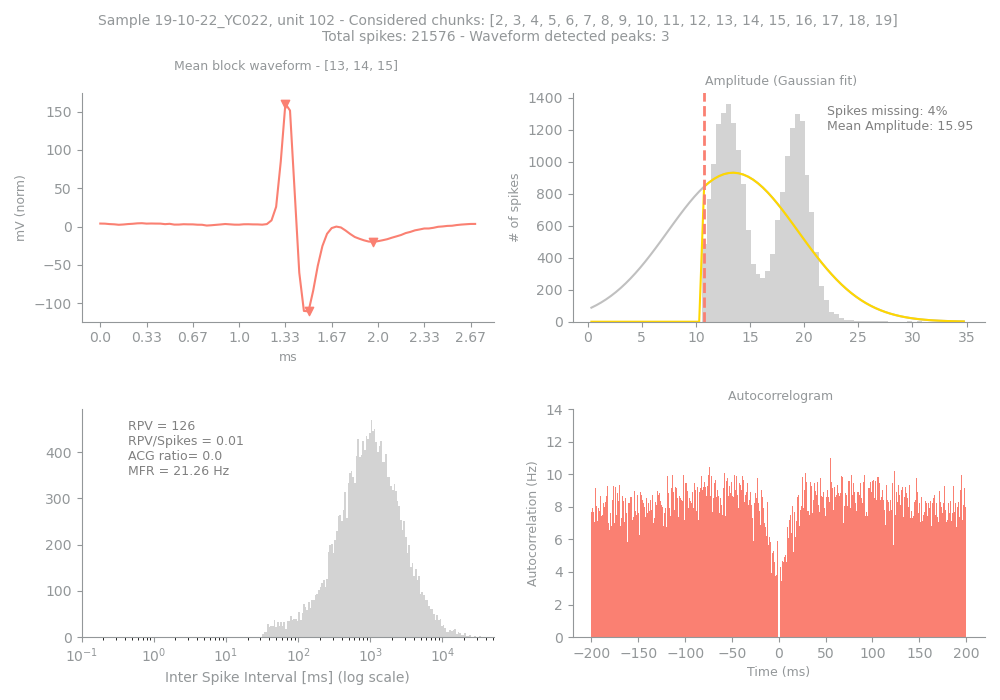 Sample 19-10-22_YC022, unit 102 - Considered chunks: [2, 3, 4, 5, 6, 7, 8, 9, 10, 11, 12, 13, 14, 15, 16, 17, 18, 19]
Total spikes: 21576 - Waveform detected peaks: 3
Mean block waveform - [13, 14, 15]
150
100
50
0
−50
−100
mV (norm)
0.0 0.33 0.67 1.0 1.33 1.67 2.0 2.33 2.67
ms
Amplitude (Gaussian fit)
Spikes missing: 4%
Mean Amplitude: 15.95
1400
1200
1000
800
600
400
200
0
# of spikes
0 5 10 15 20 25 30 35
RPV = 126
RPV/Spikes = 0.01
ACG ratio= 0.0
MFR = 21.26 Hz
400
300
200
100
0
10⁻¹ 10⁰ 10¹ 10² 10³ 10⁴
Inter Spike Interval [ms] (log scale)
Autocorrelogram
14
12
10
8
6
4
2
0
Autocorrelation (Hz)
−200 −150 −100 −50 0 50 100 150 200
Time (ms)